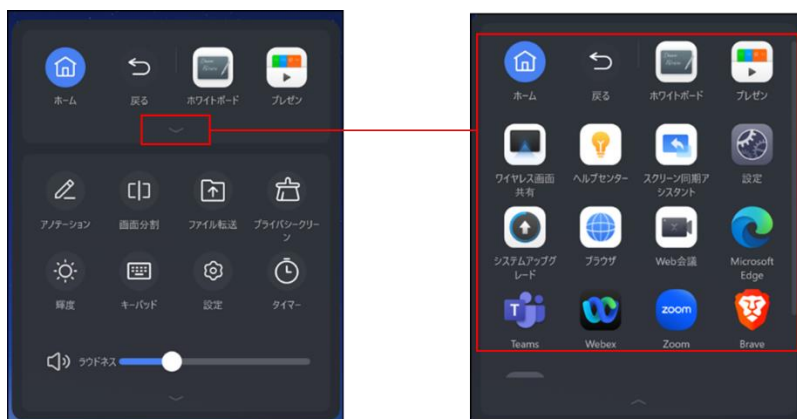 ホーム
戻る
ホワイトボード
プレゼン
アノテーション
画面分割
ファイル転送
プライバシークリー
ン
輝度
キーパッド
設定
タイマー
ラウドネス
ホーム
戻る
ホワイトボード
プレゼン
ワイヤレス画面
共有
ヘルプセンター
スクリーン同期ア
シスタント
設定
システムアップグ
レード
ブラウザ
Web会議
Microsoft
Edge
Teams
Webex
zoom
Zoom
Brave